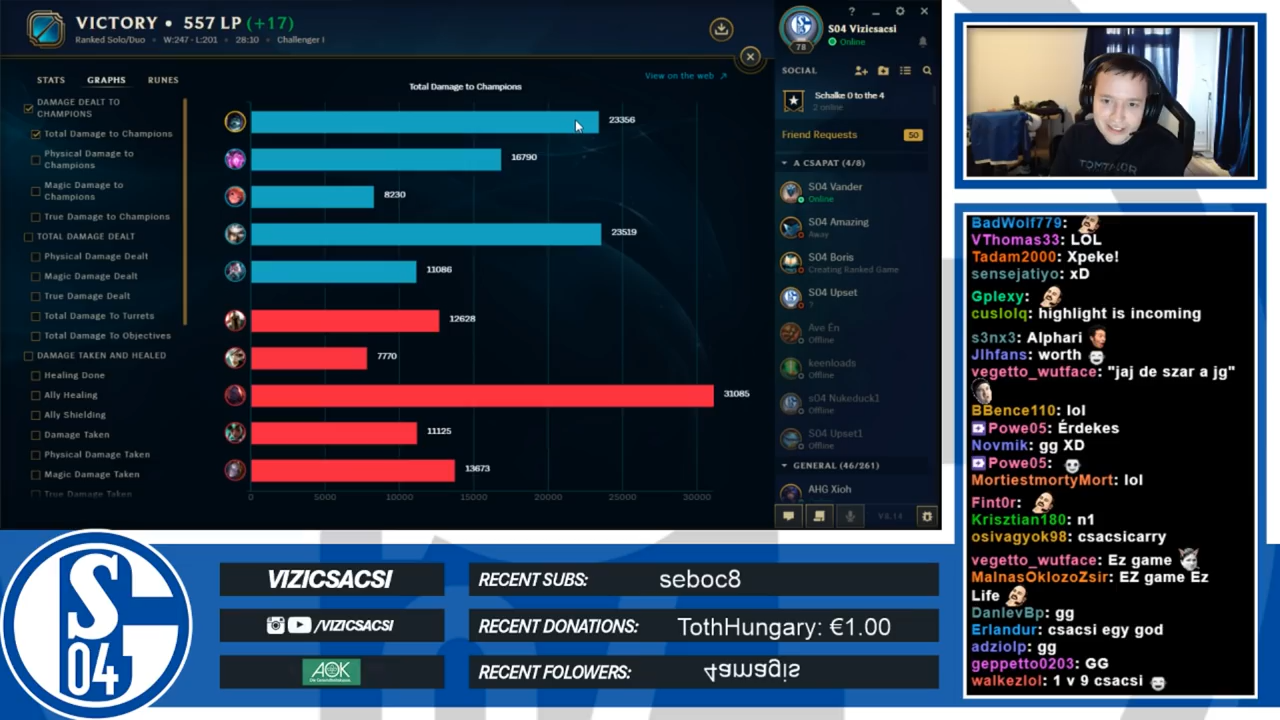 VICTORY • 557 LP (+17)
Ranked Solo/Duo • W:247 - L:201 • 28:10 • Challenger I
STATS GRAPHS RUNES
View on the web
Total Damage to Champions
DAMAGE DEALT TO
CHAMPIONS
Total Damage to Champions
Physical Damage to
Champions
Magic Damage to
Champions
True Damage to Champions
TOTAL DAMAGE DEALT
Physical Damage Dealt
Magic Damage Dealt
True Damage Dealt
Total Damage To Turrets
Total Damage To Objectives
DAMAGE TAKEN AND HEALED
Healing Done
Ally Healing
Ally Shielding
Damage Taken
Physical Damage Taken
Magic Damage Taken
True Damage Taken
23356
16790
8230
23519
11086
12628
7770
31085
11125
13673
0 5000 10000 15000 20000 25000 30000
78
S04 Vizicsacsi
Online
SOCIAL
Schalke 0 to the 4
2 online
Friend Requests 50
A CSAPAT (4/8)
S04 Vander
Online
S04 Amazing
Away
S04 Boris
Creating Ranked Game
S04 Upset
?
Ave Én
Offline
keenloads
Offline
s04 Nukeduck1
Offline
S04 Upset1
Offline
GENERAL (46/261)
AHG Xioh
V8.14
BadWolf779:
VThomas33: LOL
Tadam2000: Xpeke!
sensejatiyo: xD
Gplexy:
cuslolq: highlight is incoming
s3nx3: Alphari
Jlhfans: worth
vegetto_wutface: "jaj de szar a jg"
BBence110: lol
Powe05: Érdekes
Novmik: gg XD
Powe05:
MortiestmortyMort: lol
Fint0r:
Krisztian180: n1
osivagyok98: csacsicarry
vegetto_wutface: Ez game
MainasOklozoZsir: EZ game Ez
Life
DanlevBp: gg
Erlandur: csacsi egy god
adziolp: gg
geppetto0203: GG
walkezlol: 1 v 9 csacsi
S
04
VIZICSACSI
/VIZICSACSI
AOK
Die Gesundheitskasse.
RECENT SUBS: seboc8
RECENT DONATIONS: TothHungary: €1.00
RECENT FOLOWERS: 4amagis